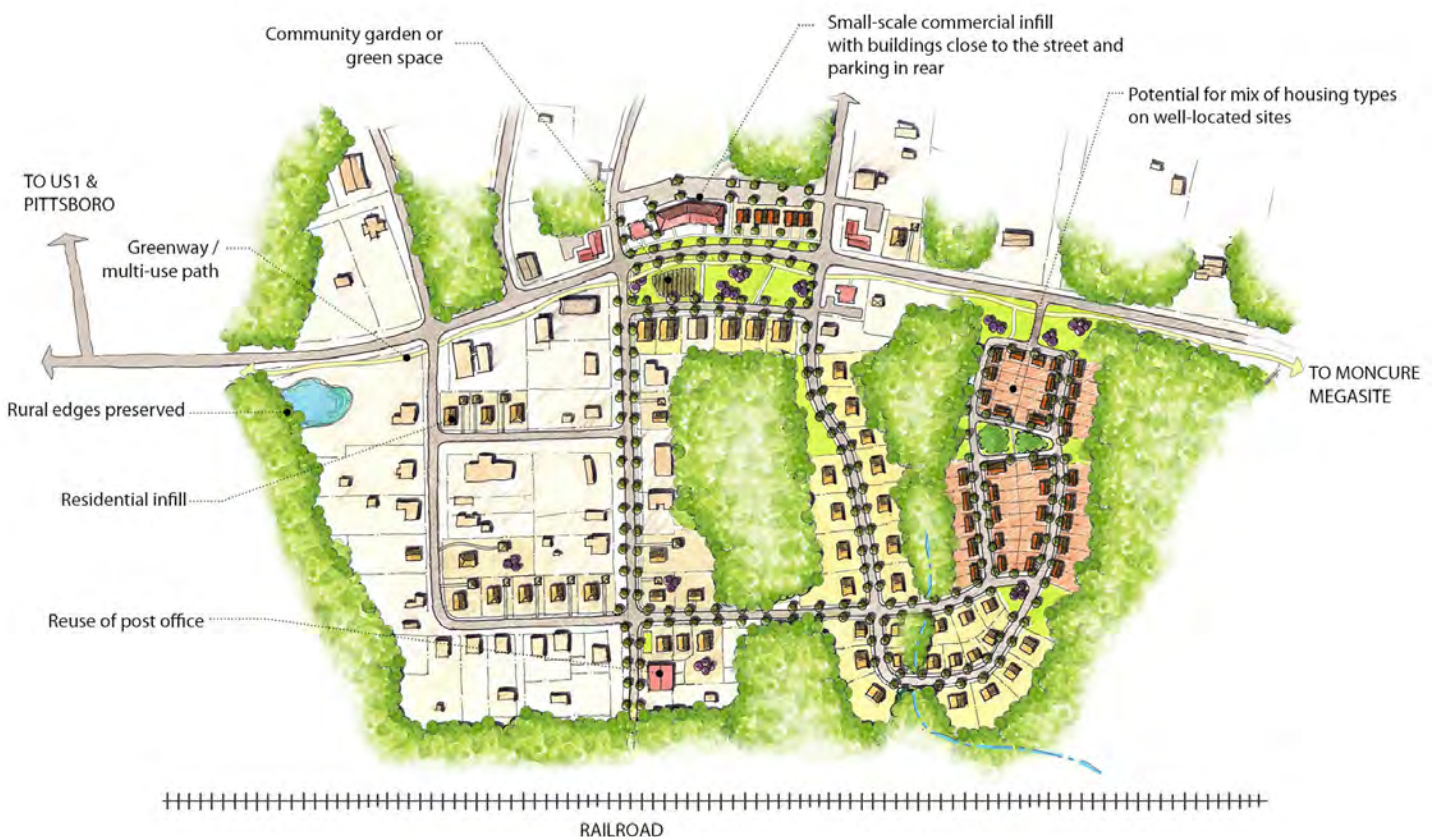 Small-scale commercial infill
with buildings close to the street and
parking in rear
Community garden or
green space
Potential for mix of housing types
on well-located sites
TO US1 &
PITTSBORO
Greenway /
multi-use path
TO MONCURE
MEGASITE
Rural edges preserved
Residential infill
Reuse of post office
RAILROAD